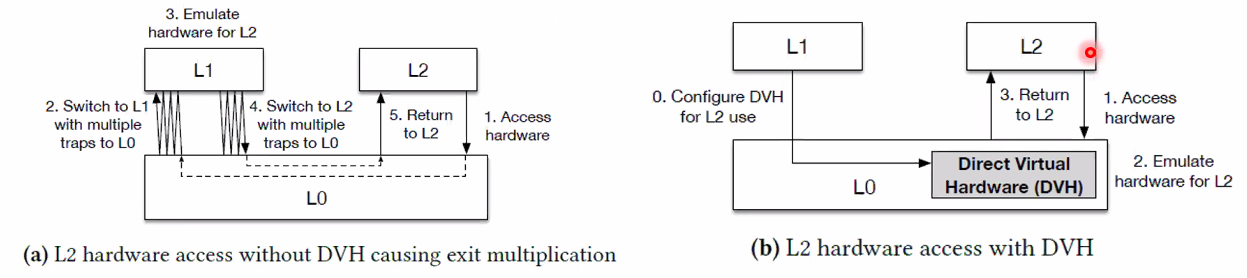 3. Emulate
hardware for L2
L1
L2
2. Switch to L1
with multiple
traps to L0
4. Switch to L2
with multiple
traps to L0
5. Return
to L2
1. Access
hardware
L0
(a) L2 hardware access without DVH causing exit multiplication
L1
L2
0. Configure DVH
for L2 use
3. Return
to L2
1. Access
hardware
Direct Virtual
Hardware (DVH)
L0
2. Emulate
hardware for L2
(b) L2 hardware access with DVH